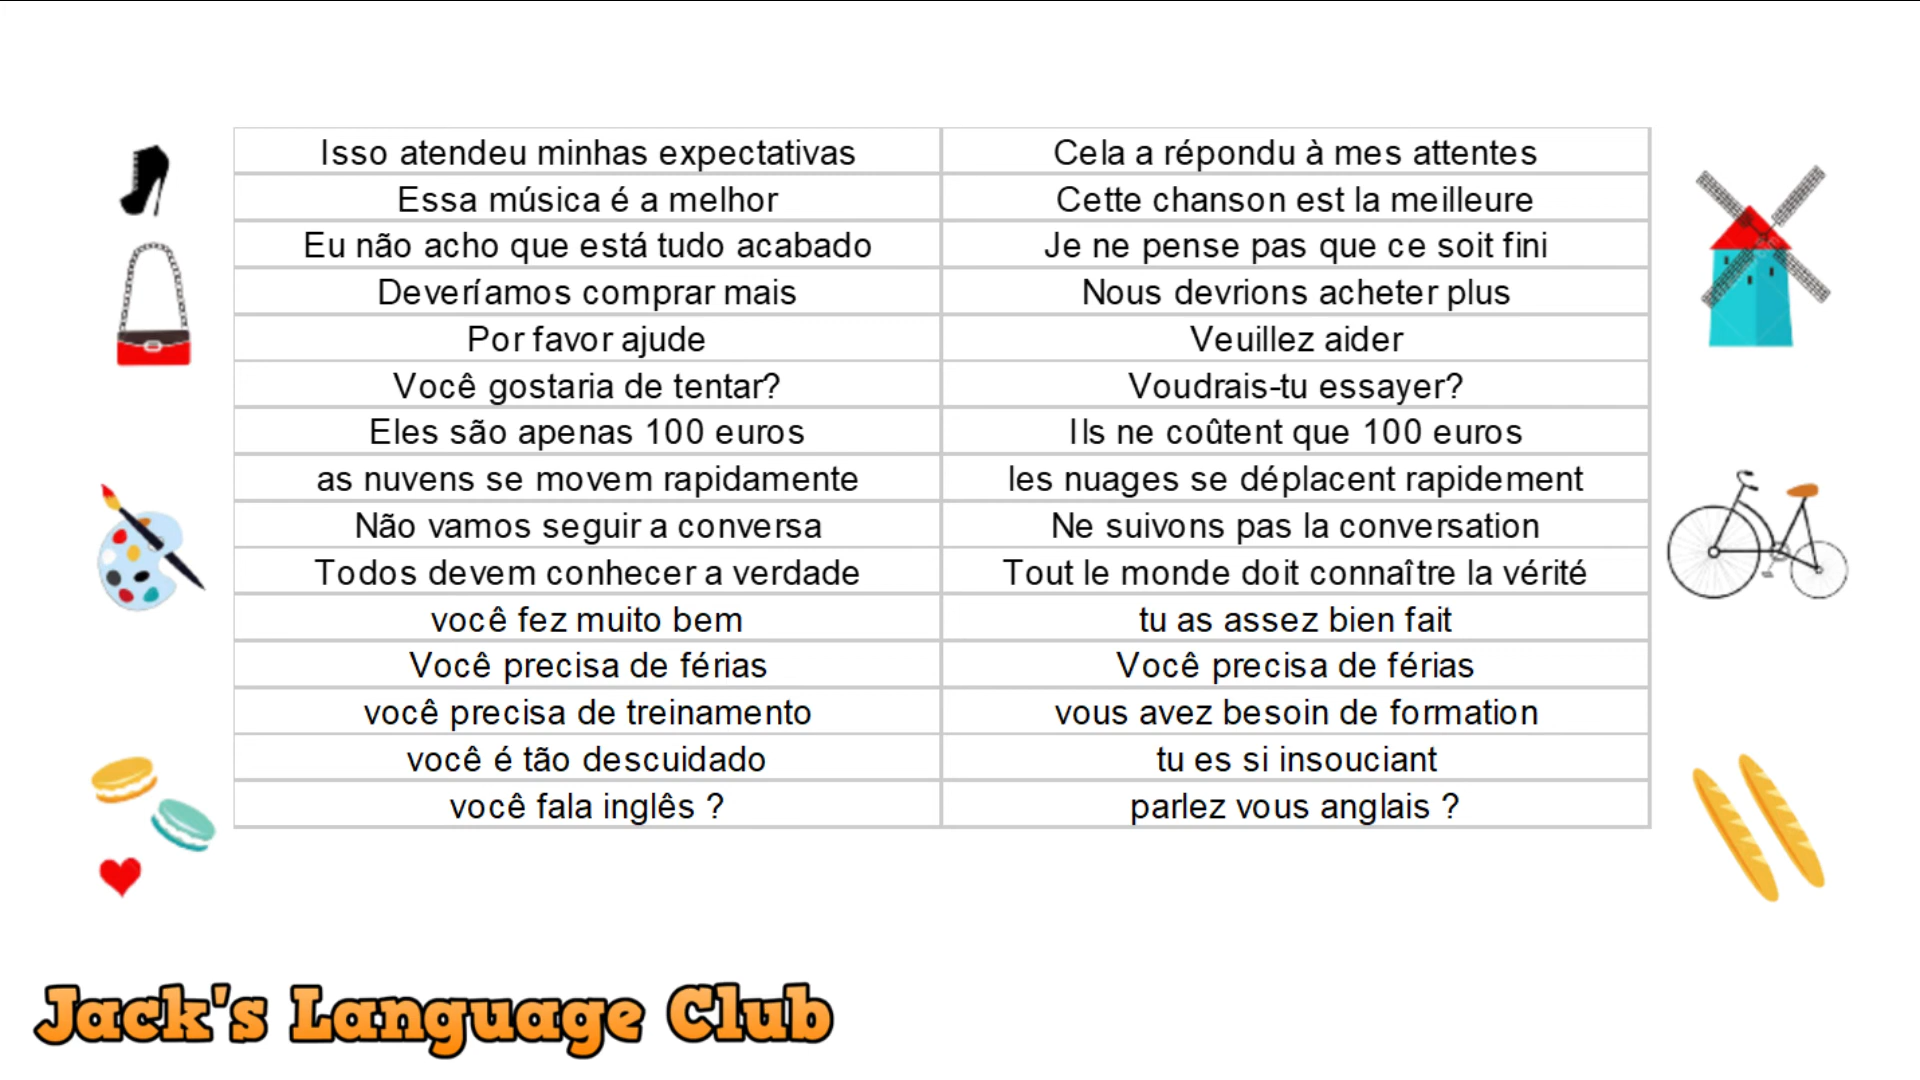 Isso atendeu minhas expectativas Cela a répondu à mes attentes
Essa música é a melhor Cette chanson est la meilleure
Eu não acho que está tudo acabado Je ne pense pas que ce soit fini
Deveríamos comprar mais Nous devrions acheter plus
Por favor ajude Veuillez aider
Você gostaria de tentar? Voudrais-tu essayer?
Eles são apenas 100 euros Ils ne coûtent que 100 euros
as nuvens se movem rapidamente les nuages se déplacent rapidement
Não vamos seguir a conversa Ne suivons pas la conversation
Todos devem conhecer a verdade Tout le monde doit connaître la vérité
você fez muito bem tu as assez bien fait
Você precisa de férias Você precisa de férias
você precisa de treinamento vous avez besoin de formation
você é tão descuidado tu es si insouciant
você fala inglês ? parlez vous anglais ?
Jack's Language Club